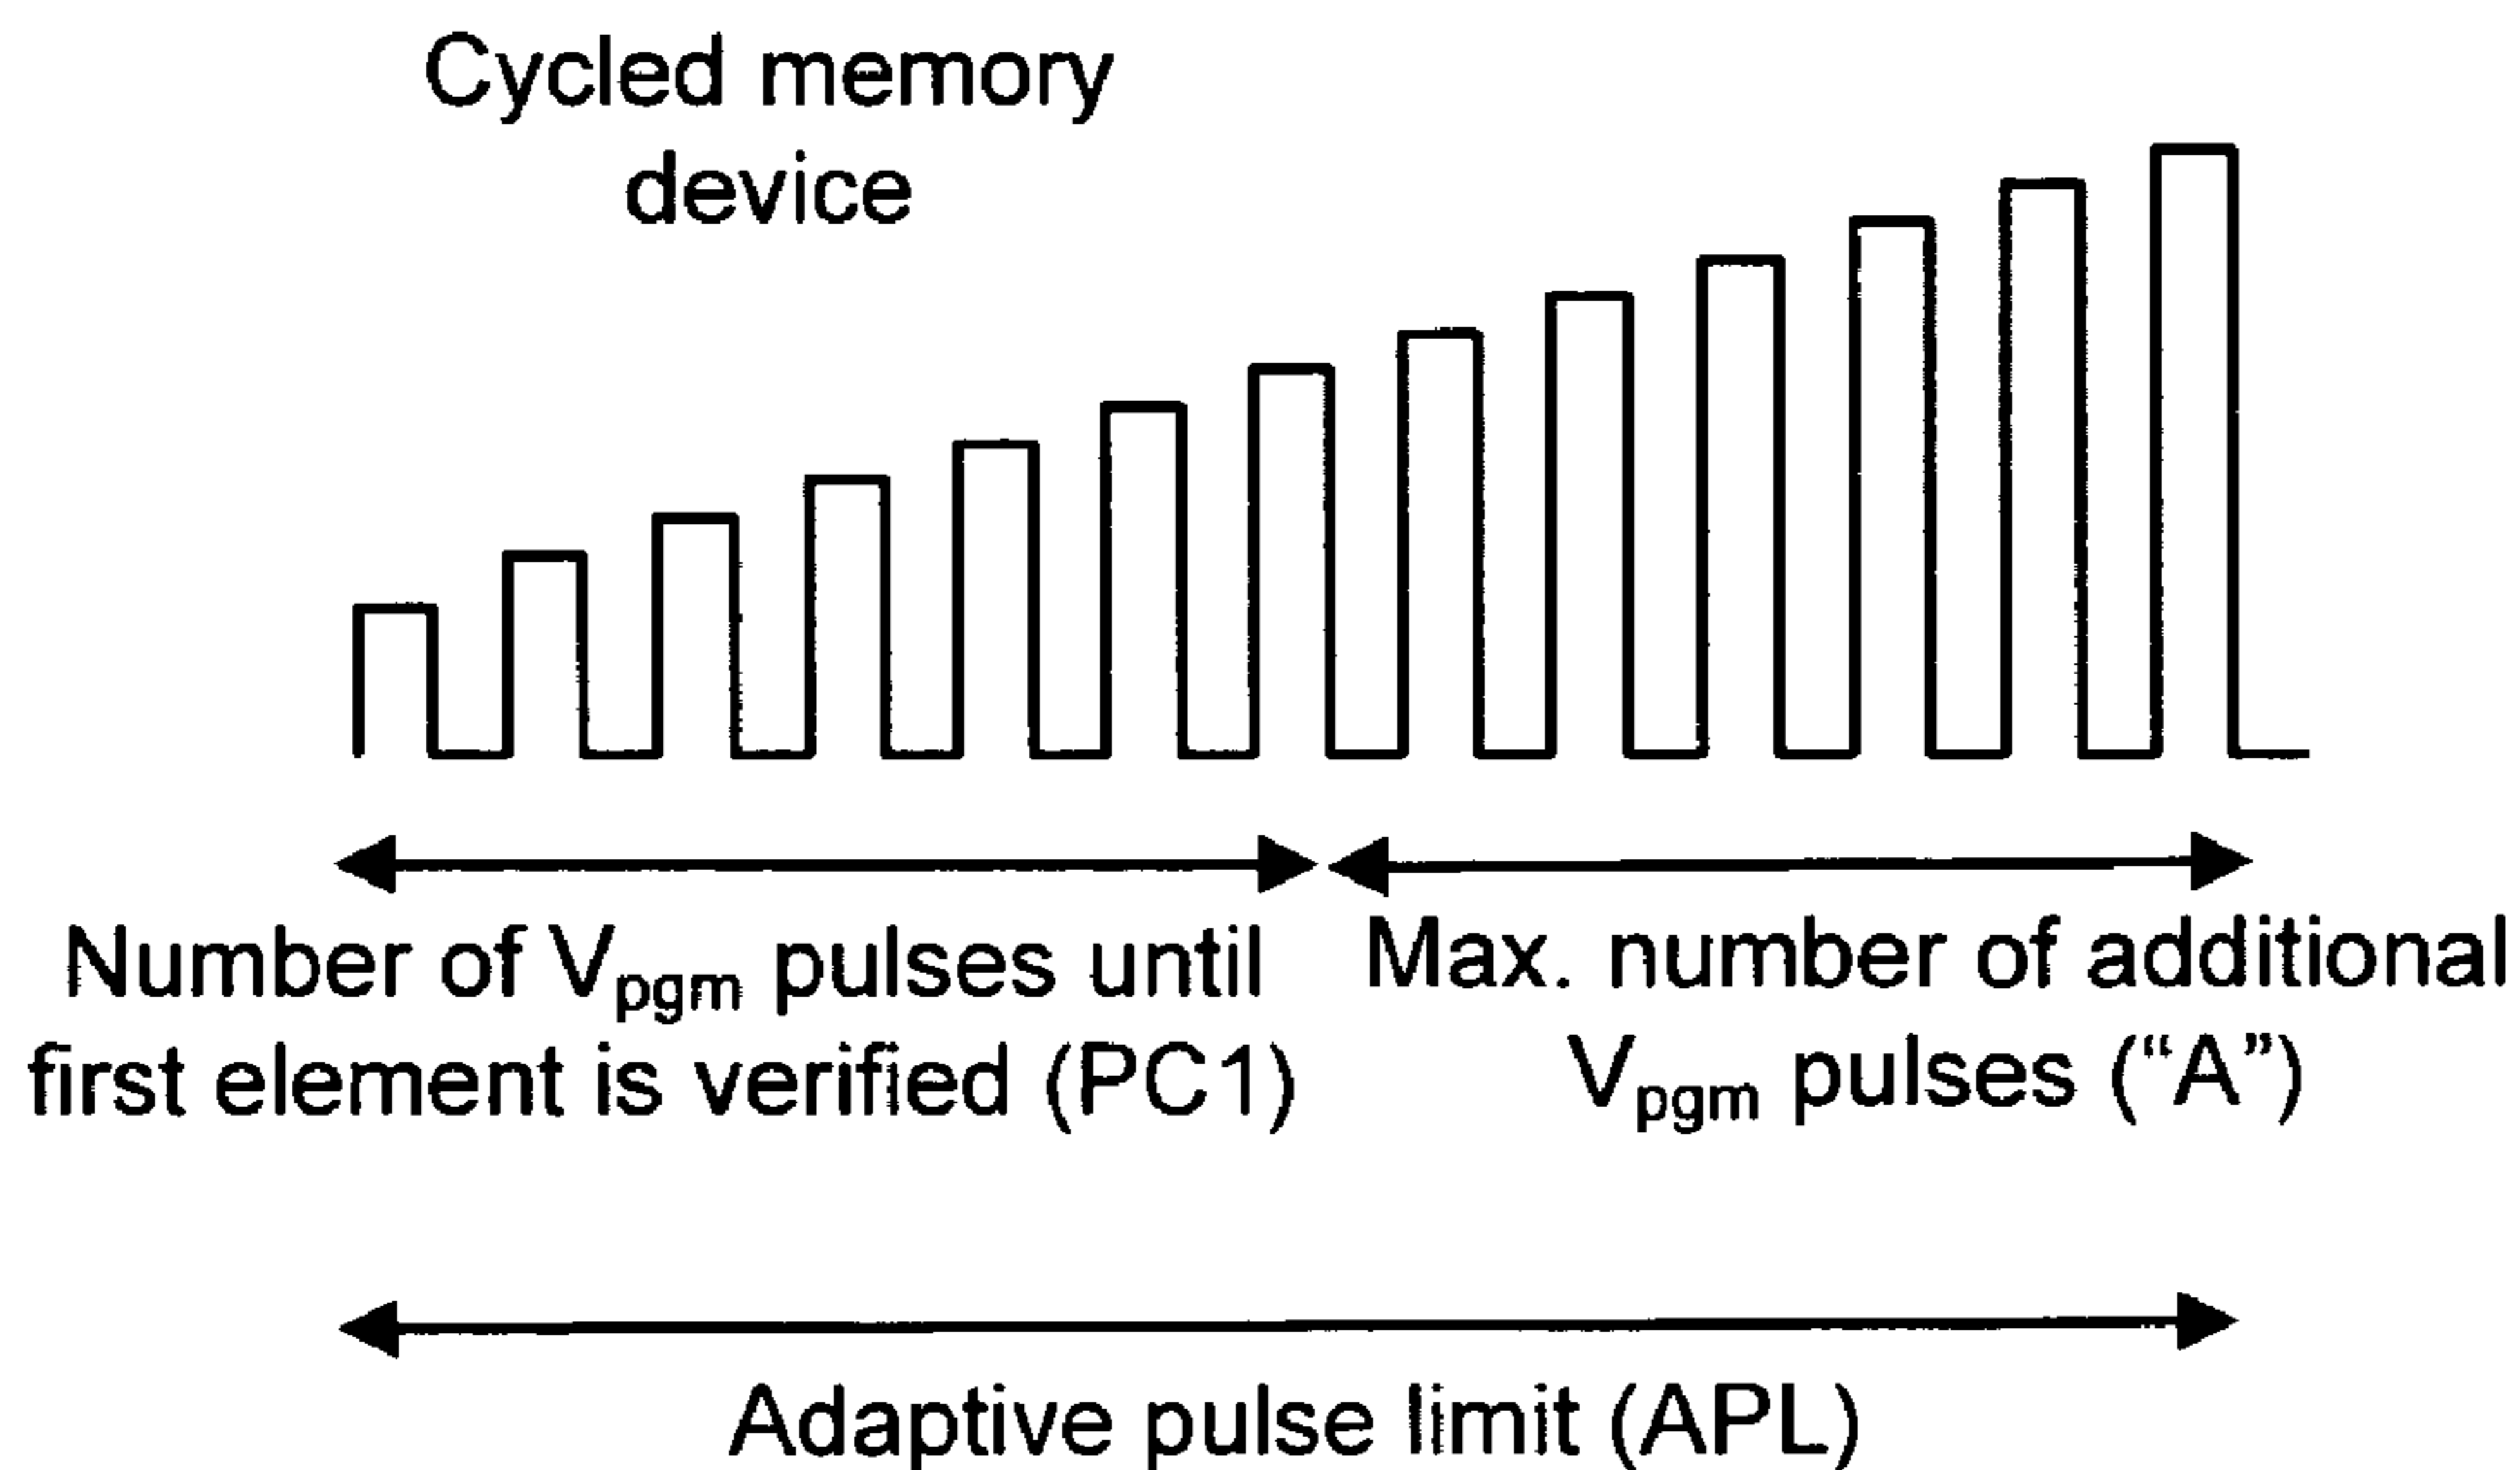 Cycled memory
device
Number of Vpgm pulses until
first element is verified (PC1)
Max. number of additional
Vpgm pulses (“A”)
Adaptive pulse limit (APL)